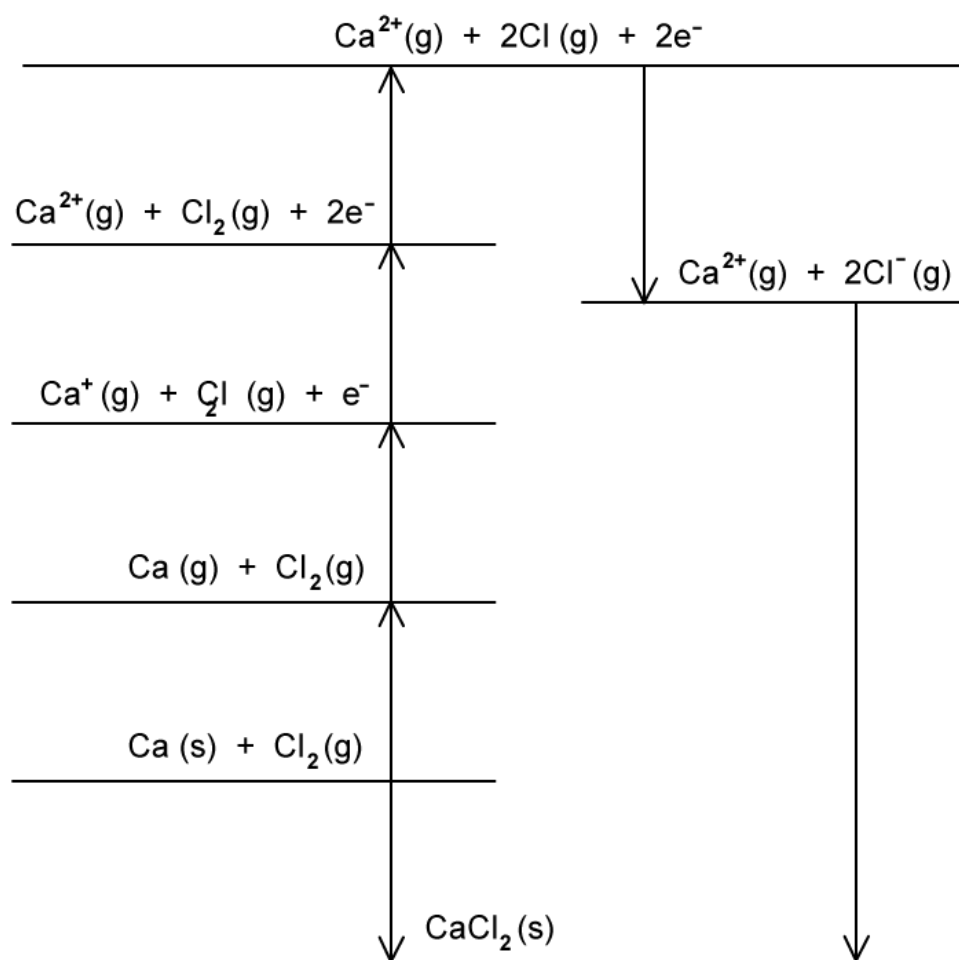 Ca²⁺(g) + 2Cl (g) + 2e⁻
Ca²⁺(g) + Cl₂(g) + 2e⁻
Ca²⁺(g) + 2Cl⁻(g)
Ca⁺(g) + Cl₂ (g) + e⁻
Ca (g) + Cl₂(g)
Ca (s) + Cl₂(g)
CaCl₂(s)